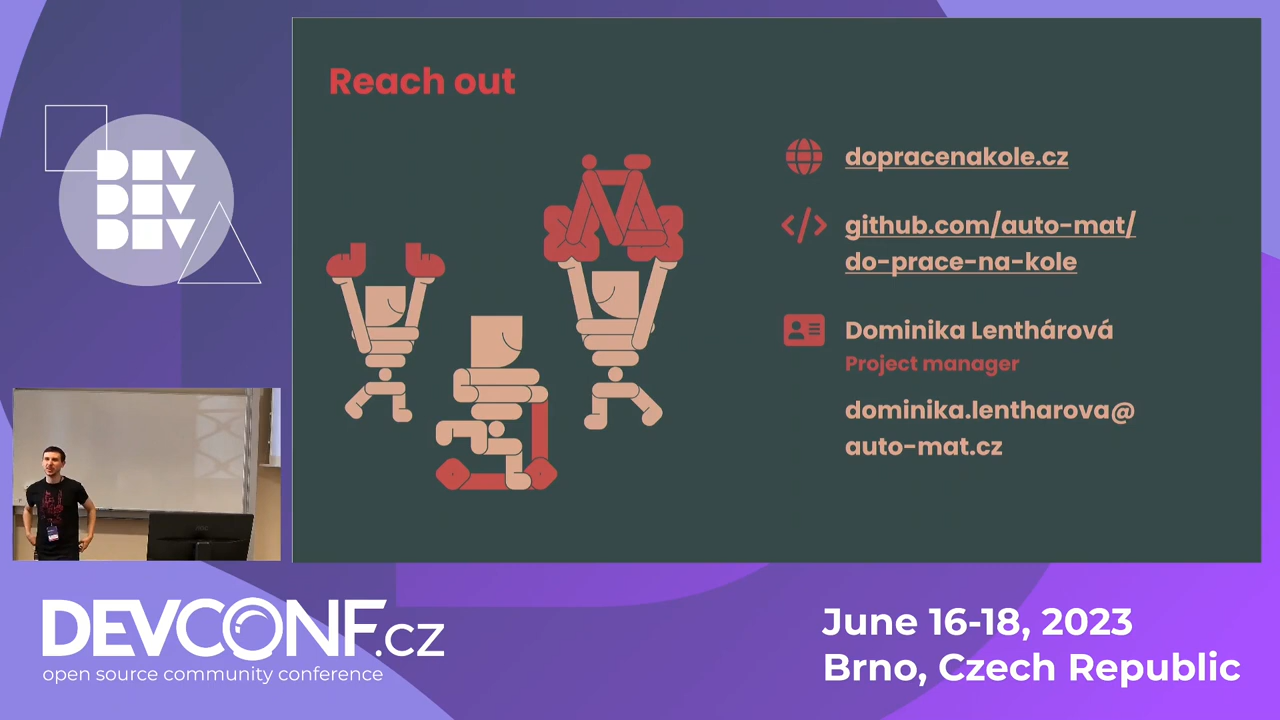 Reach out
dopracenakole.cz
github.com/auto-mat/
do-prace-na-kole
Dominika Lenthárová
Project manager
dominika.lentharova@
auto-mat.cz
DEV
DEV
DEV
DEVCONF.cz
open source community conference
June 16-18, 2023
Brno, Czech Republic